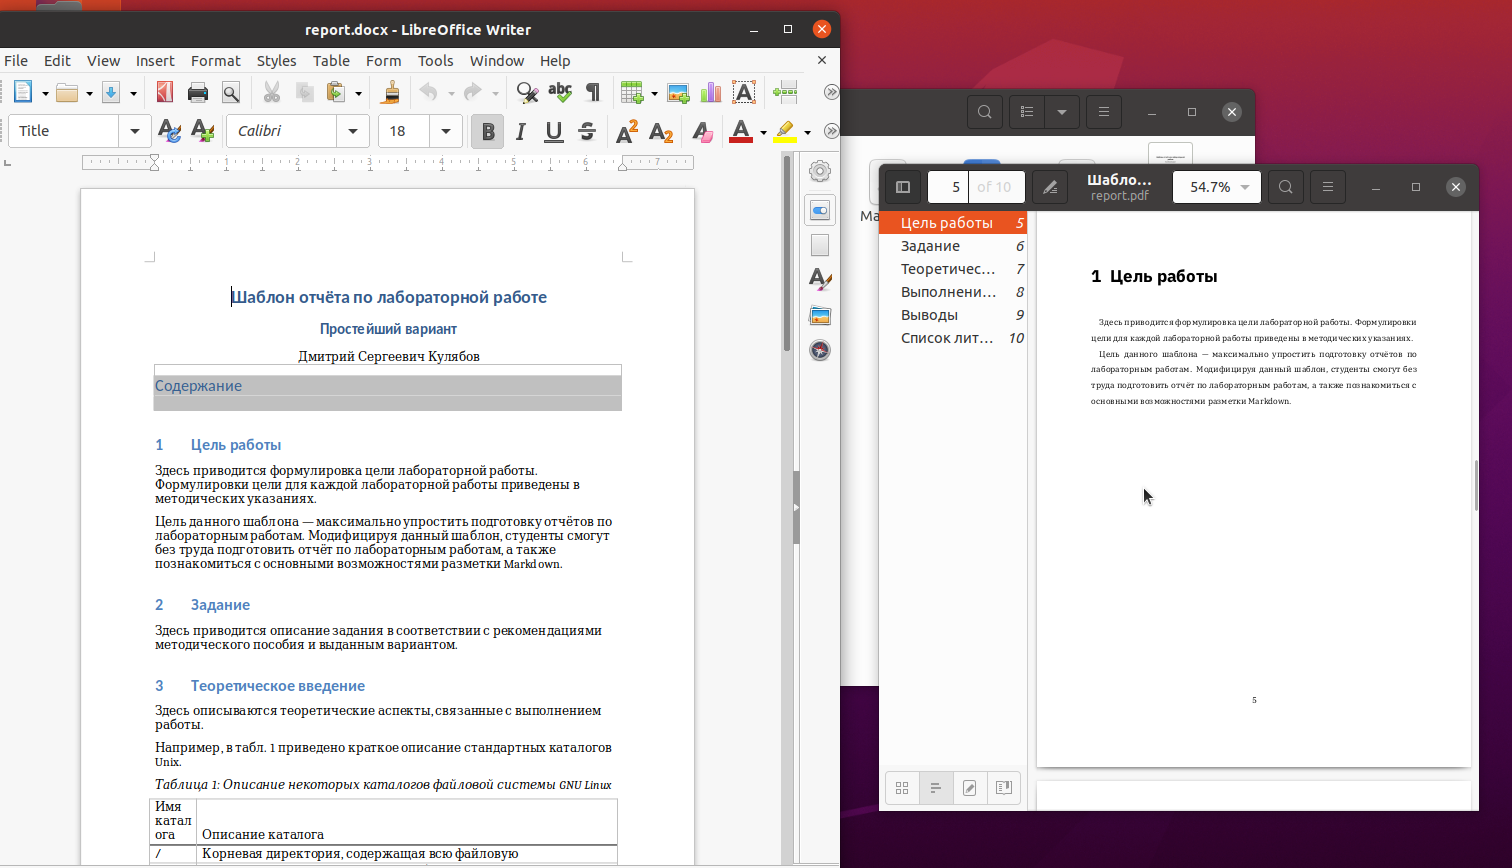 report.docx - LibreOffice Writer
File Edit View Insert Format Styles Table Form Tools Window Help
Title Calibri 18
1 2 3 4 5 6 7
Шаблон отчёта по лабораторной работе
Простейший вариант
Дмитрий Сергеевич Кулябов
Содержание
1 Цель работы
Здесь приводится формулировка цели лабораторной работы.
Формулировки цели для каждой лабораторной работы приведены в
методических указаниях.
Цель данного шаблона — максимально упростить подготовку отчётов по
лабораторным работам. Модифицируя данный шаблон, студенты смогут
без труда подготовить отчёт по лабораторным работам, а также
познакомиться с основными возможностями разметки Markdown.
2 Задание
Здесь приводится описание задания в соответствии с рекомендациями
методического пособия и выданным вариантом.
3 Теоретическое введение
Здесь описываются теоретические аспекты, связанные с выполнением
работы.
Например, в табл. 1 приведено краткое описание стандартных каталогов
Unix.
Таблица 1: Описание некоторых каталогов файловой системы GNU Linux
Имя
катал
ога Описание каталога
/ Корневая директория, содержащая всю файловую
Ma
5 of 10
Шабло…
report.pdf
54.7%
Цель работы 5
Задание 6
Теоретичес… 7
Выполнени… 8
Выводы 9
Список лит… 10
1 Цель работы
Здесь приводится формулировка цели лабораторной работы. Формулировки
цели для каждой лабораторной работы приведены в методических указаниях.
Цель данного шаблона — максимально упростить подготовку отчётов по
лабораторным работам. Модифицируя данный шаблон, студенты смогут без
труда подготовить отчёт по лабораторным работам, а также познакомиться с
основными возможностями разметки Markdown.
5